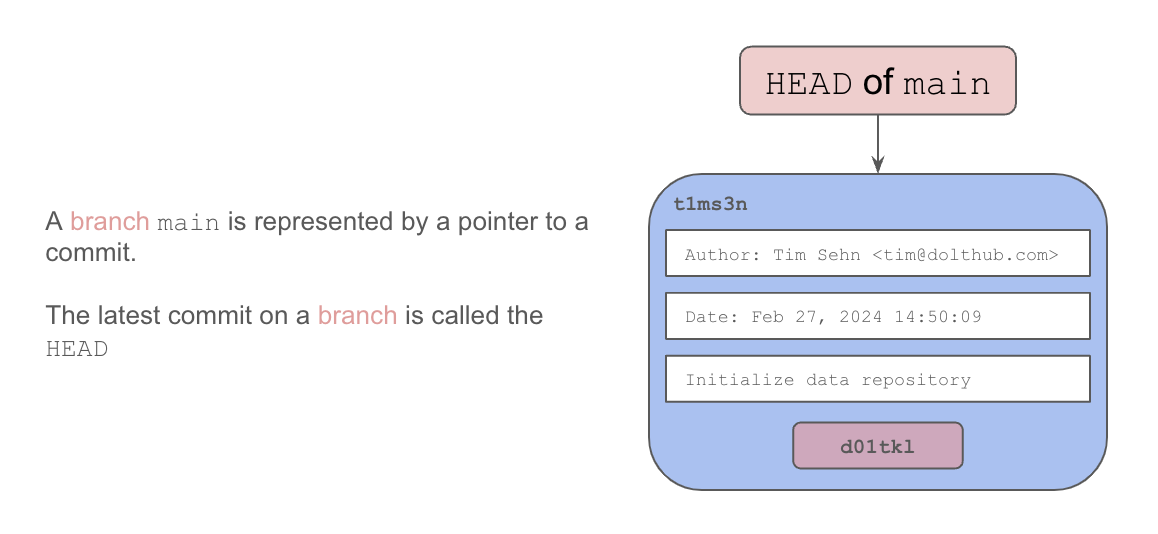 A branch main is represented by a pointer to a
commit.
The latest commit on a branch is called the
HEAD
HEAD of main
t1ms3n
Author: Tim Sehn <tim@dolthub.com>
Date: Feb 27, 2024 14:50:09
Initialize data repository
d01tkl